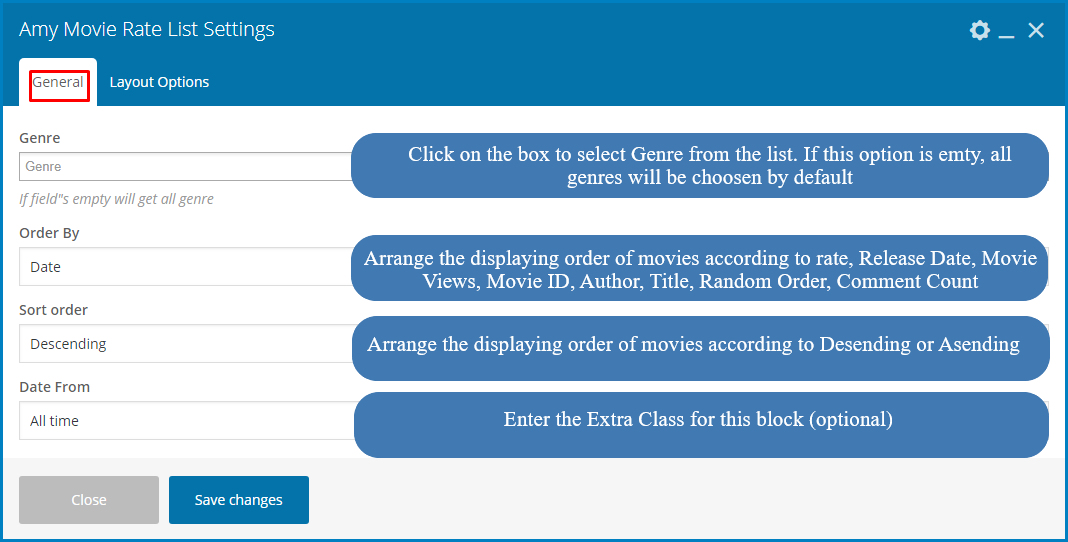 Amy Movie Rate List Settings
General
Layout Options
Genre
Genre
Click on the box to select Genre from the list. If this option is emty, all
genres will be choosen by default
If field"s empty will get all genre
Order By
Date
Arrange the displaying order of movies according to rate, Release Date, Movie
Views, Movie ID, Author, Title, Random Order, Comment Count
Sort order
Descending
Arrange the displaying order of movies according to Desending or Asending
Date From
All time
Enter the Extra Class for this block (optional)
Close
Save changes